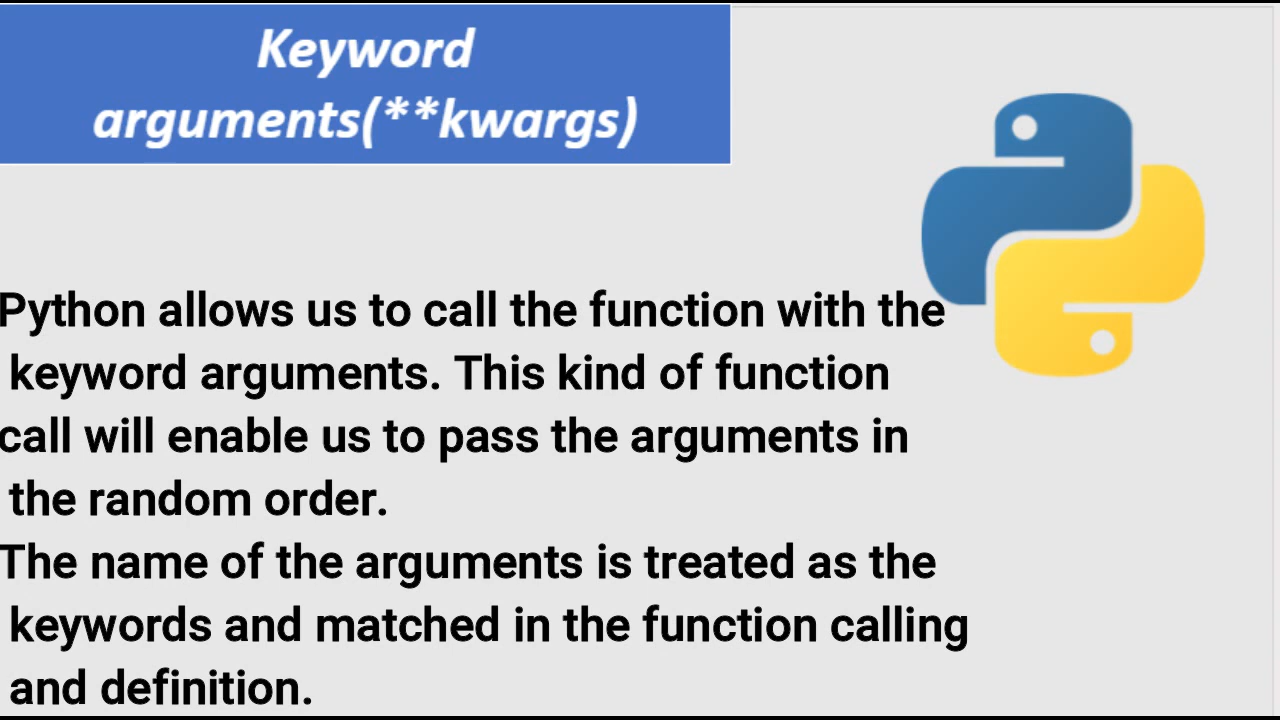 Keyword
arguments(**kwargs)
Python allows us to call the function with the
keyword arguments. This kind of function
call will enable us to pass the arguments in
the random order.
The name of the arguments is treated as the
keywords and matched in the function calling
and definition.